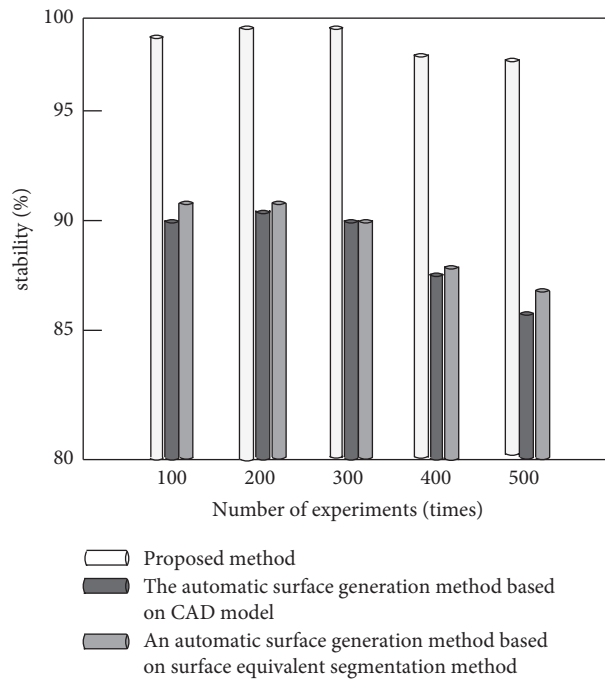 100
95
90
85
80
stability (%)
100 200 300 400 500
Number of experiments (times)
Proposed method
The automatic surface generation method based
on CAD model
An automatic surface generation method based
on surface equivalent segmentation method